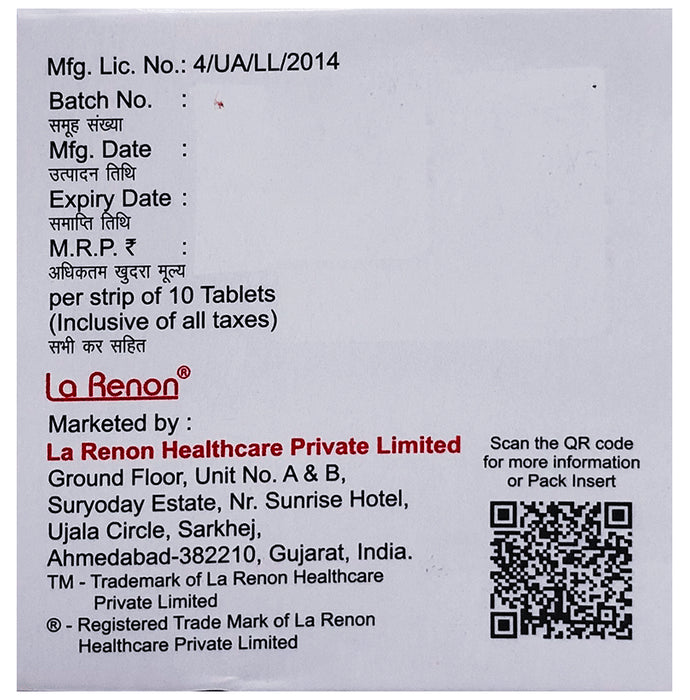 Mfg. Lic. No.: 4/UA/LL/2014
Batch No. :
समूह संख्या
Mfg. Date :
उत्पादन तिथि
Expiry Date :
समाप्ति तिथि
M.R.P. ₹ :
अधिकतम खुदरा मूल्य
per strip of 10 Tablets
(Inclusive of all taxes)
सभी कर सहित
La Renon®
Marketed by :
La Renon Healthcare Private Limited
Ground Floor, Unit No. A & B,
Suryoday Estate, Nr. Sunrise Hotel,
Ujala Circle, Sarkhej,
Ahmedabad-382210, Gujarat, India.
TM - Trademark of La Renon Healthcare
Private Limited
® - Registered Trade Mark of La Renon
Healthcare Private Limited
Scan the QR code
for more information
or Pack Insert